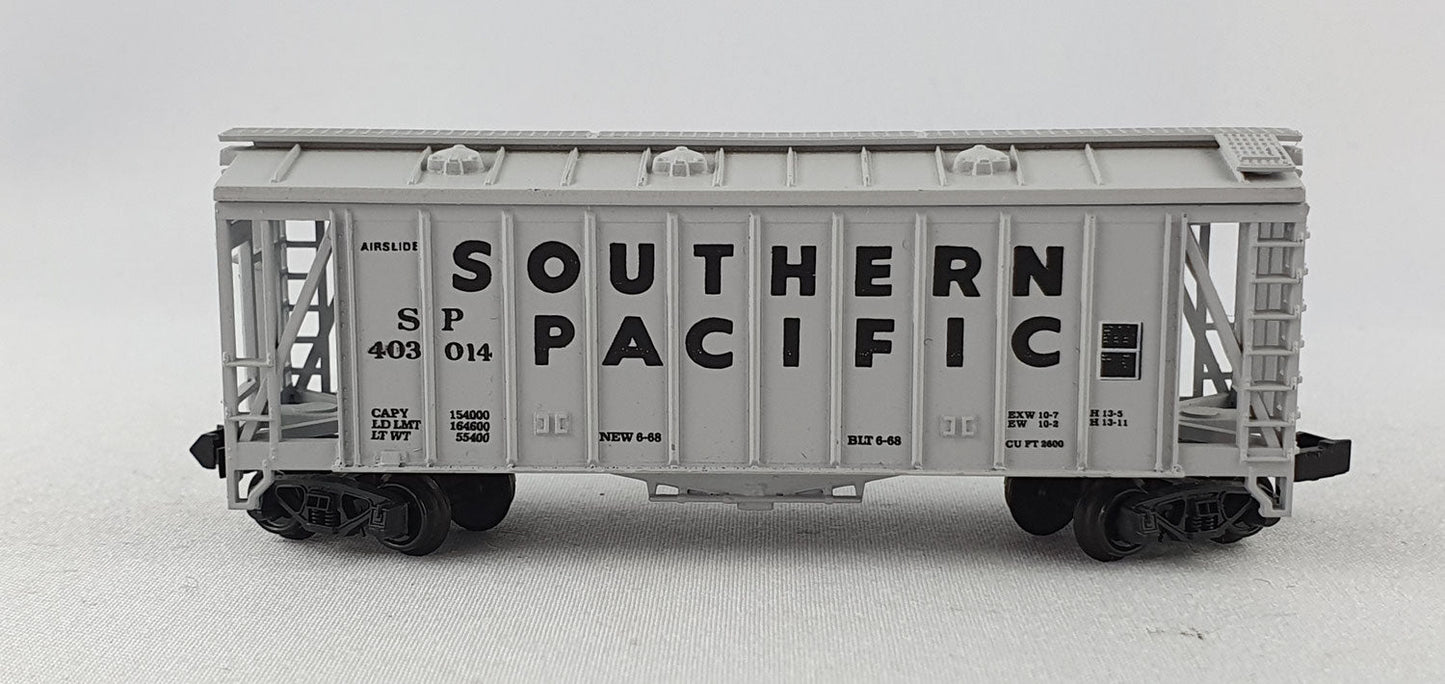 AIRSLIDE
SOUTHERN
PACIFIC
SP
403 014
CAPY 154000
LD LMT 164600
LT WT 55400
NEW 6-68
BLT 6-68
EXW 10-7 H 13-5
EW 10-2 H 13-11
CU FT 2600